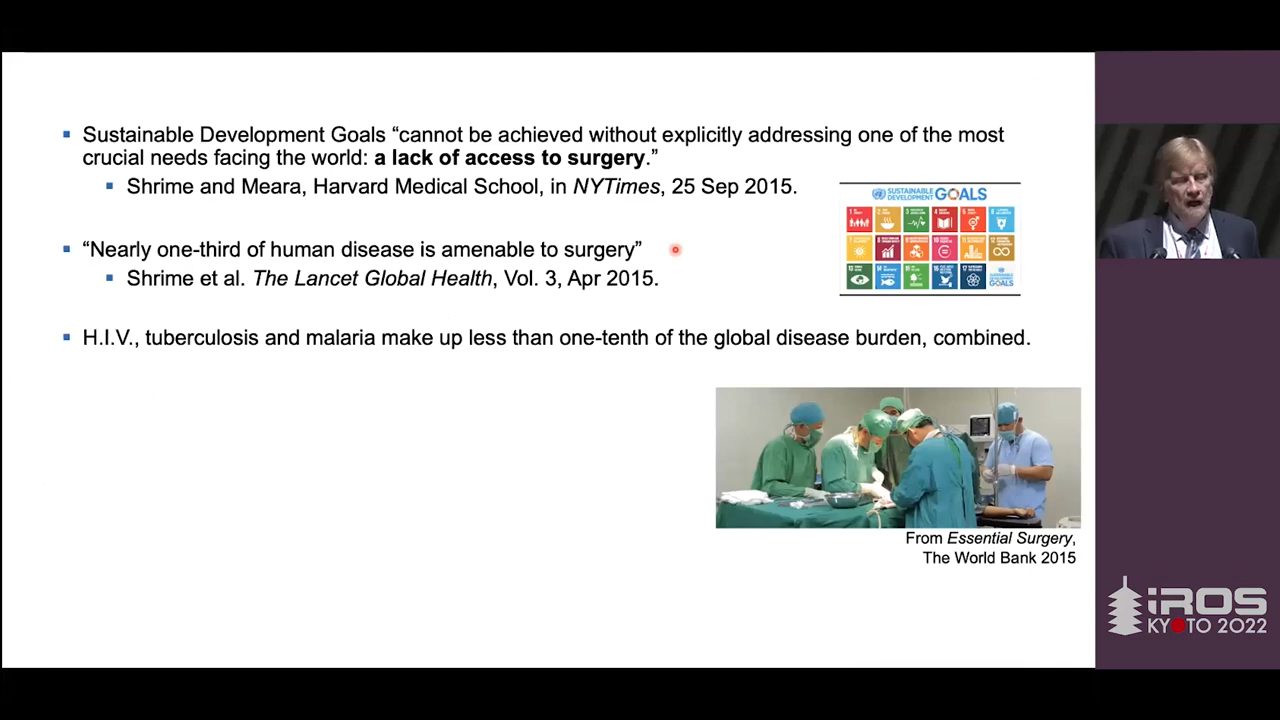 Sustainable Development Goals “cannot be achieved without explicitly addressing one of the most
crucial needs facing the world: a lack of access to surgery.”
Shrime and Meara, Harvard Medical School, in NYTimes, 25 Sep 2015.
SUSTAINABLE
DEVELOPMENT
GOALS
“Nearly one-third of human disease is amenable to surgery”
Shrime et al. The Lancet Global Health, Vol. 3, Apr 2015.
H.I.V., tuberculosis and malaria make up less than one-tenth of the global disease burden, combined.
From Essential Surgery,
The World Bank 2015
iROS
KYOTO 2022